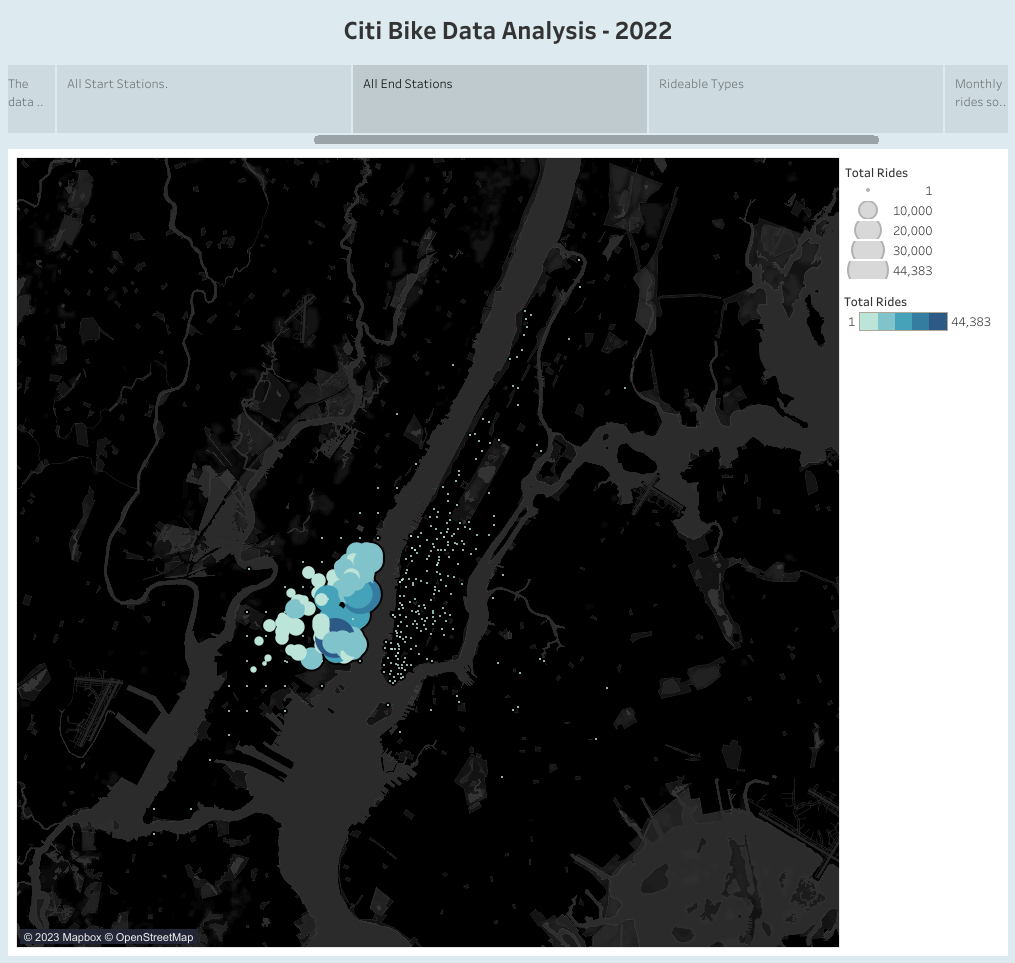 Citi Bike Data Analysis - 2022
The
data ..
All Start Stations.
All End Stations
Rideable Types
Monthly
rides so..
Total Rides
1
10,000
20,000
30,000
44,383
Total Rides
1 44,383
© 2023 Mapbox © OpenStreetMap